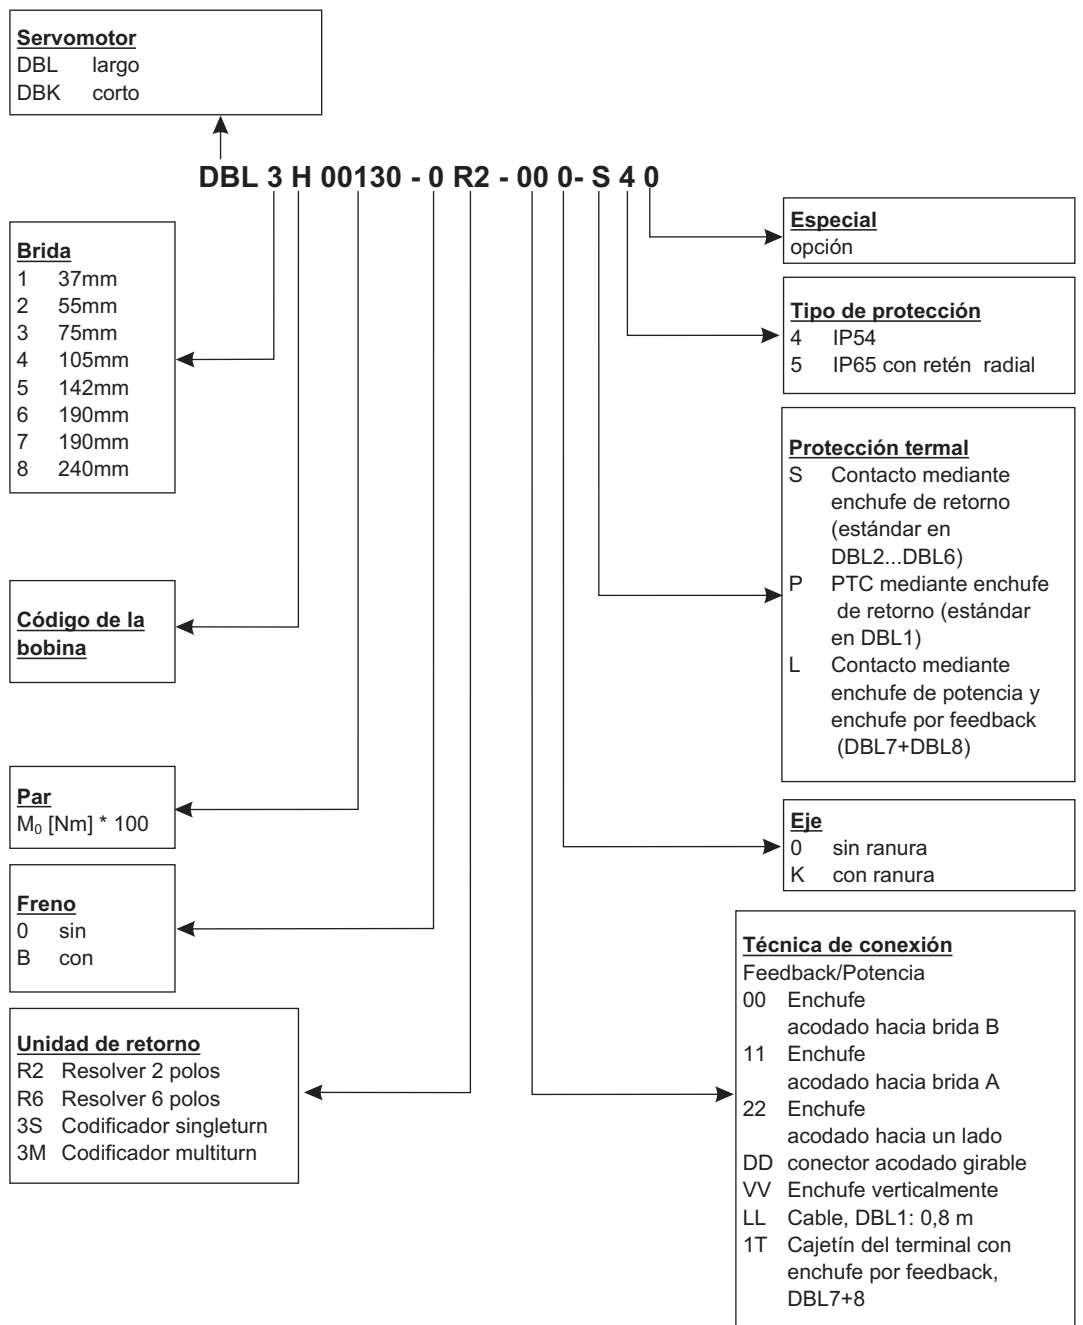 Servomotor
DBL largo
DBK corto
DBL 3 H 00130 - 0 R2 - 00 0- S 4 0
Brida
1 37mm
2 55mm
3 75mm
4 105mm
5 142mm
6 190mm
7 190mm
8 240mm
Código de la
bobina
Par
M₀ [Nm] * 100
Freno
0 sin
B con
Unidad de retorno
R2 Resolver 2 polos
R6 Resolver 6 polos
3S Codificador singleturn
3M Codificador multiturn
Especial
opción
Tipo de protección
4 IP54
5 IP65 con retén radial
Protección termal
S Contacto mediante
enchufe de retorno
(estándar en
DBL2...DBL6)
P PTC mediante enchufe
de retorno (estándar
en DBL1)
L Contacto mediante
enchufe de potencia y
enchufe por feedback
(DBL7+DBL8)
Eje
0 sin ranura
K con ranura
Técnica de conexión
Feedback/Potencia
00 Enchufe
acodado hacia brida B
11 Enchufe
acodado hacia brida A
22 Enchufe
acodado hacia un lado
DD conector acodado girable
VV Enchufe verticalmente
LL Cable, DBL1: 0,8 m
1T Cajetín del terminal con
enchufe por feedback,
DBL7+8